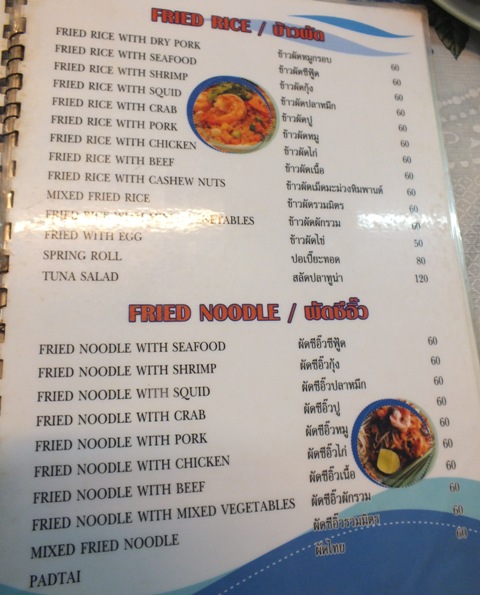 FRIED RICE / ข้าวผัด
FRIED RICE WITH DRY PORK ข้าวผัดหมูกรอบ 60
FRIED RICE WITH SEAFOOD ข้าวผัดซีฟู๊ด 60
FRIED RICE WITH SHRIMP ข้าวผัดกุ้ง 60
FRIED RICE WITH SQUID ข้าวผัดปลาหมึก 60
FRIED RICE WITH CRAB ข้าวผัดปู 60
FRIED RICE WITH PORK ข้าวผัดหมู 60
FRIED RICE WITH CHICKEN ข้าวผัดไก่ 60
FRIED RICE WITH BEEF ข้าวผัดเนื้อ 60
FRIED RICE WITH CASHEW NUTS ข้าวผัดเม็ดมะม่วงหิมพานต์ 60
MIXED FRIED RICE ข้าวผัดรวมมิตร 60
FRIED RICE WITH VEGETABLES ข้าวผัดผักรวม 60
FRIED WITH EGG ข้าวผัดไข่ 50
SPRING ROLL ปอเปี๊ยะทอด 80
TUNA SALAD สลัดปลาทูน่า 120
FRIED NOODLE / ผัดซีอิ๊ว
FRIED NOODLE WITH SEAFOOD ผัดซีอิ๊วซีฟู๊ด 60
FRIED NOODLE WITH SHRIMP ผัดซีอิ๊วกุ้ง 60
FRIED NOODLE WITH SQUID ผัดซีอิ๊วปลาหมึก 60
FRIED NOODLE WITH CRAB ผัดซีอิ๊วปู 60
FRIED NOODLE WITH PORK ผัดซีอิ๊วหมู 60
FRIED NOODLE WITH CHICKEN ผัดซีอิ๊วไก่ 60
FRIED NOODLE WITH BEEF ผัดซีอิ๊วเนื้อ 60
FRIED NOODLE WITH MIXED VEGETABLES ผัดซีอิ๊วผักรวม 60
MIXED FRIED NOODLE ผัดซีอิ๊วรวมมิตร 60
PADTAI ผัดไทย